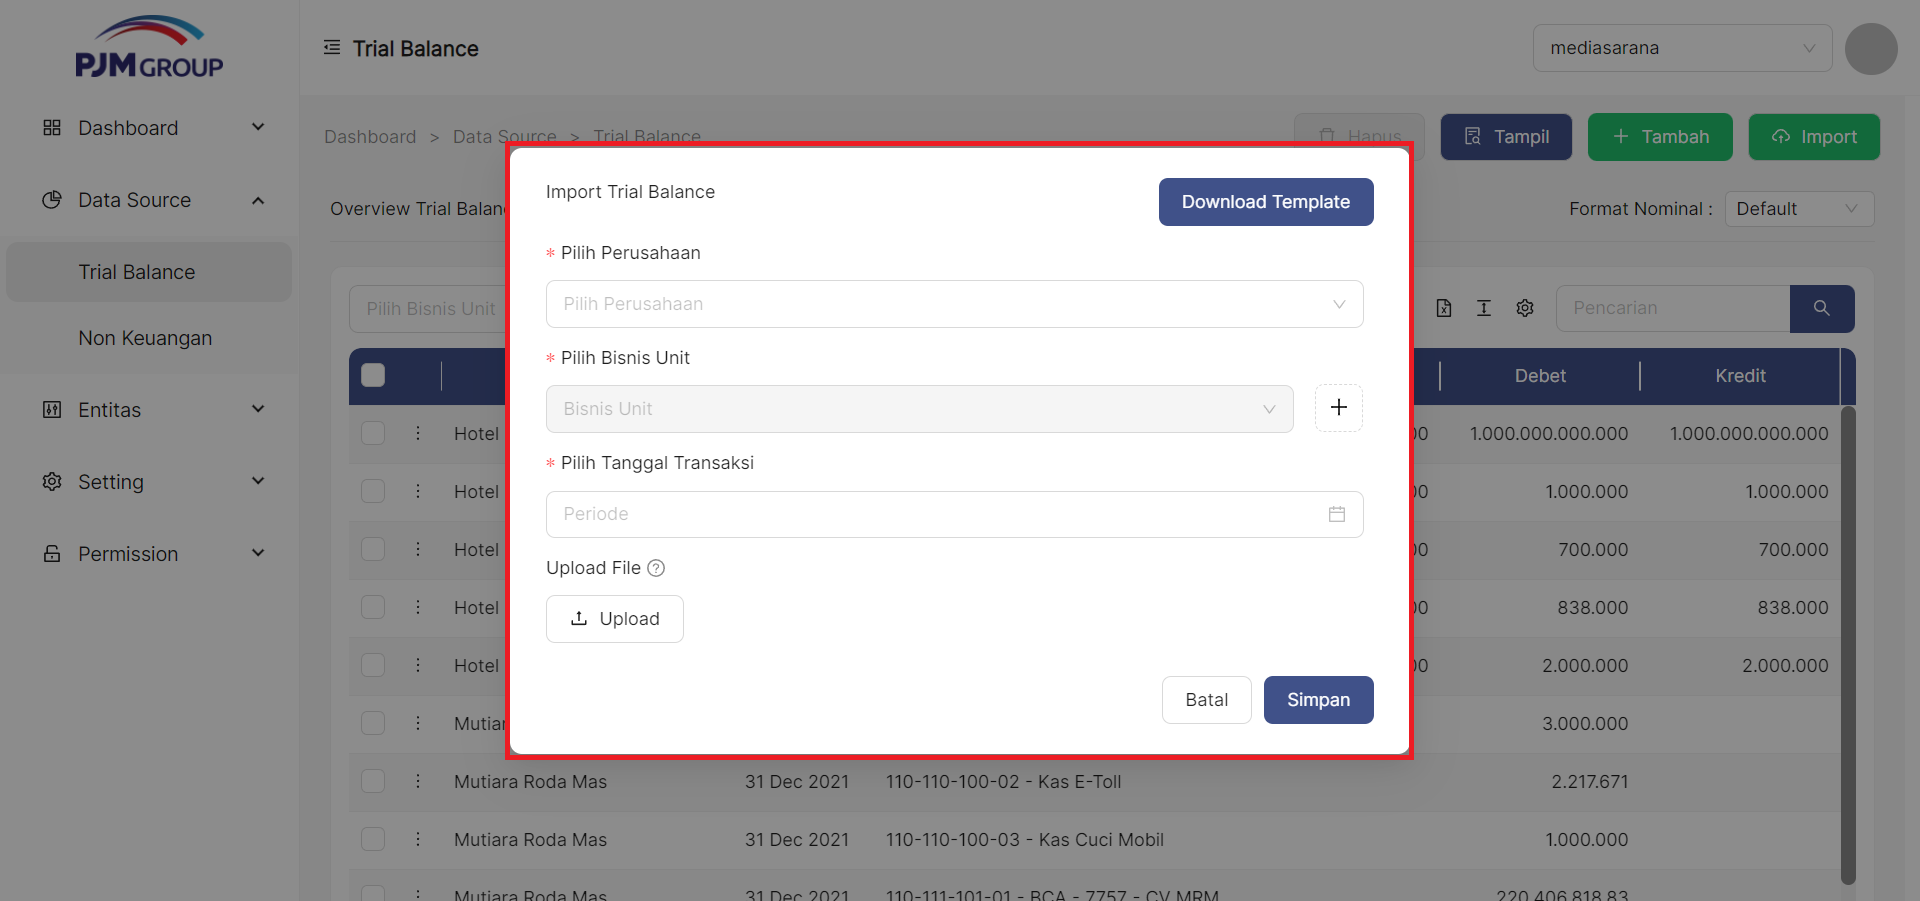 PJM GROUP
Trial Balance
mediasarana
Dashboard
Data Source
Trial Balance
Non Keuangan
Entitas
Setting
Permission
Dashboard > Data Source > Trial Balance
Hapus
Tampil
Tambah
Import
Overview Trial Balan
Format Nominal :
Default
Pilih Bisnis Unit
Pencarian
Import Trial Balance
Download Template
* Pilih Perusahaan
Pilih Perusahaan
* Pilih Bisnis Unit
Bisnis Unit
* Pilih Tanggal Transaksi
Periode
Upload File
Upload
Batal
Simpan
Debet Kredit
Hotel 00 1.000.000.000.000 1.000.000.000.000
Hotel 00 1.000.000 1.000.000
Hotel 00 700.000 700.000
Hotel 00 838.000 838.000
Hotel 00 2.000.000 2.000.000
Mutiar 3.000.000
Mutiara Roda Mas 31 Dec 2021 110-110-100-02 - Kas E-Toll 2.217.671
Mutiara Roda Mas 31 Dec 2021 110-110-100-03 - Kas Cuci Mobil 1.000.000
Mutiara Roda Mas 31 Dec 2021 110-111-101-01 - BCA - 7757 - CV MRM 220.406.818,83